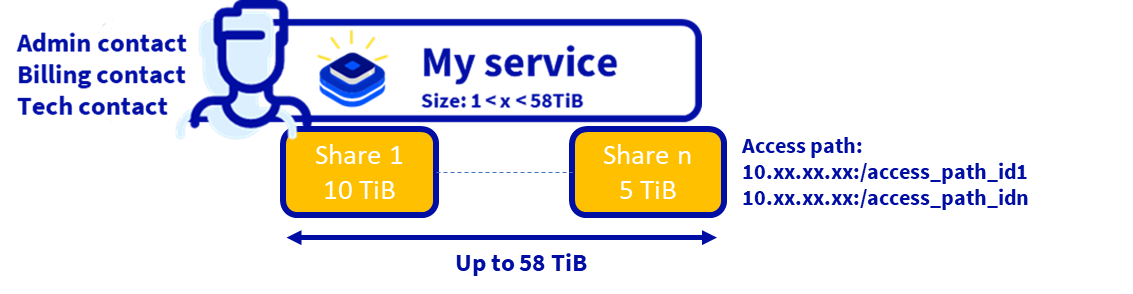 Admin contact
Billing contact
Tech contact
My service
Size: 1 < x < 58TiB
Share 1
10 TiB
Share n
5 TiB
Access path:
10.xx.xx.xx:/access_path_id1
10.xx.xx.xx:/access_path_idn
Up to 58 TiB